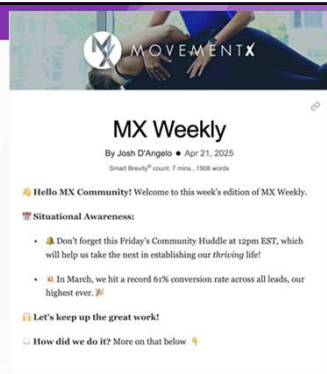 MOVEMENTX
MX Weekly
By Josh D'Angelo ● Apr 21, 2025
Smart Brevity® count: 7 mins...1908 words
👋 Hello MX Community! Welcome to this week's edition of MX Weekly.
Situational Awareness:
• 🔔 Don't forget this Friday's Community Huddle at 12pm EST, which
will help us take the next in establishing our thriving life!
• In March, we hit a record 61% conversion rate across all leads, our
highest ever. 🎉
🙌 Let's keep up the great work!
How did we do it? More on that below 👇